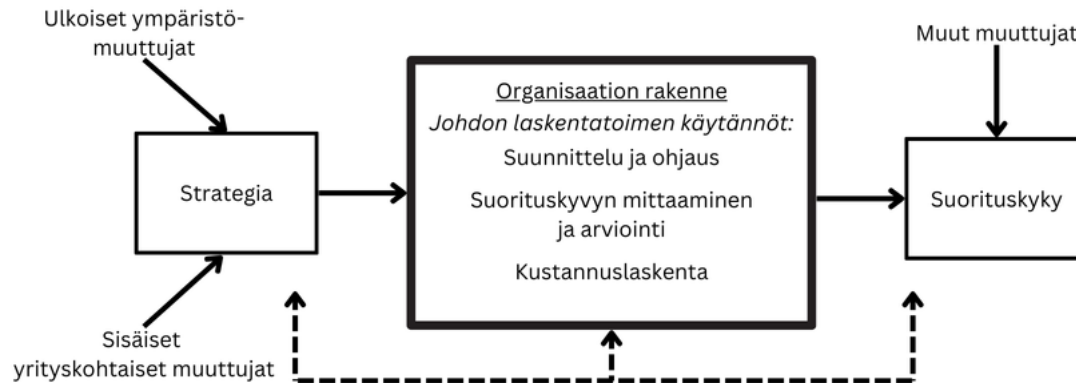 Ulkoiset ympäristö-
muuttujat
Muut muuttujat
Organisaation rakenne
Johdon laskentatoimen käytännöt:
Suunnittelu ja ohjaus
Suorituskyvyn mittaaminen
ja arviointi
Kustannuslaskenta
Strategia
Suorituskyky
Sisäiset
yrityskohtaiset muuttujat